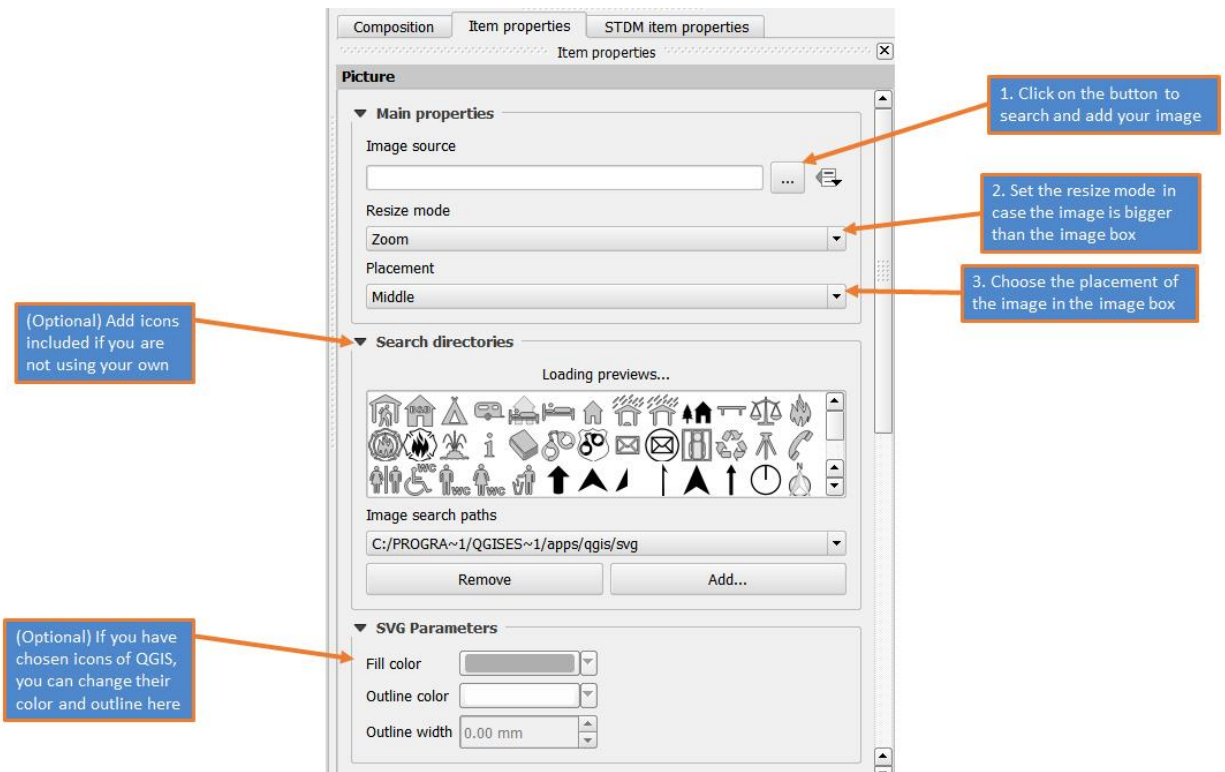 Composition
Item properties
STDM item properties
Item properties
Picture
Main properties
Image source
...
Resize mode
Zoom
Placement
Middle
1. Click on the button to
search and add your image
2. Set the resize mode in
case the image is bigger
than the image box
3. Choose the placement of
the image in the image box
(Optional) Add icons
included if you are
not using your own
Search directories
Loading previews...
Image search paths
C:/PROGRA~1/QGISES~1/apps/qgis/svg
Remove
Add...
(Optional) If you have
chosen icons of QGIS,
you can change their
color and outline here
SVG Parameters
Fill color
Outline color
Outline width
0.00 mm